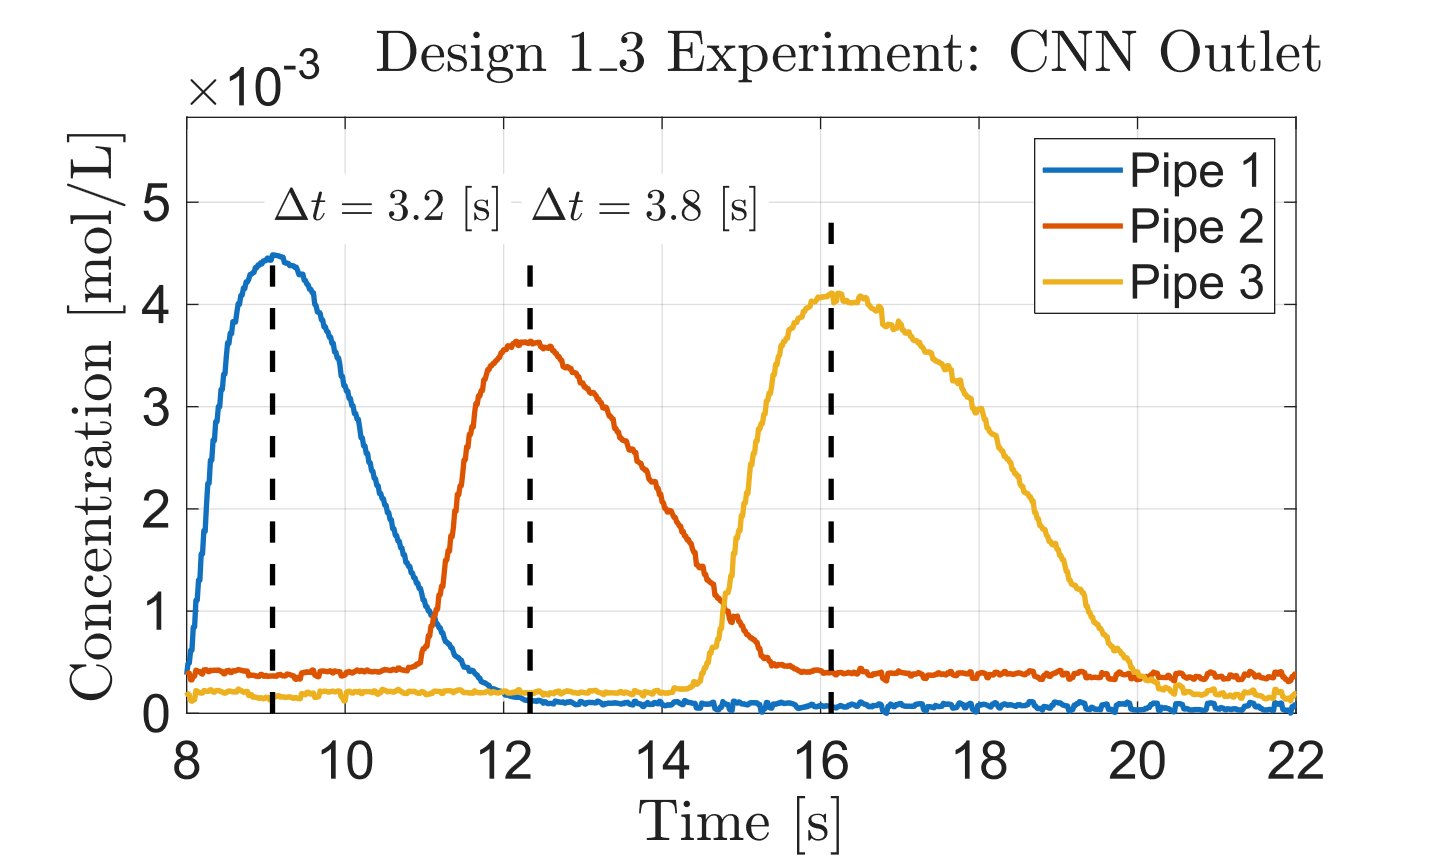 Design 1_3 Experiment: CNN Outlet
×10⁻³
Concentration [mol/L]
5
4
3
2
1
0
Δt = 3.2 [s]
Δt = 3.8 [s]
Pipe 1
Pipe 2
Pipe 3
8 10 12 14 16 18 20 22
Time [s]